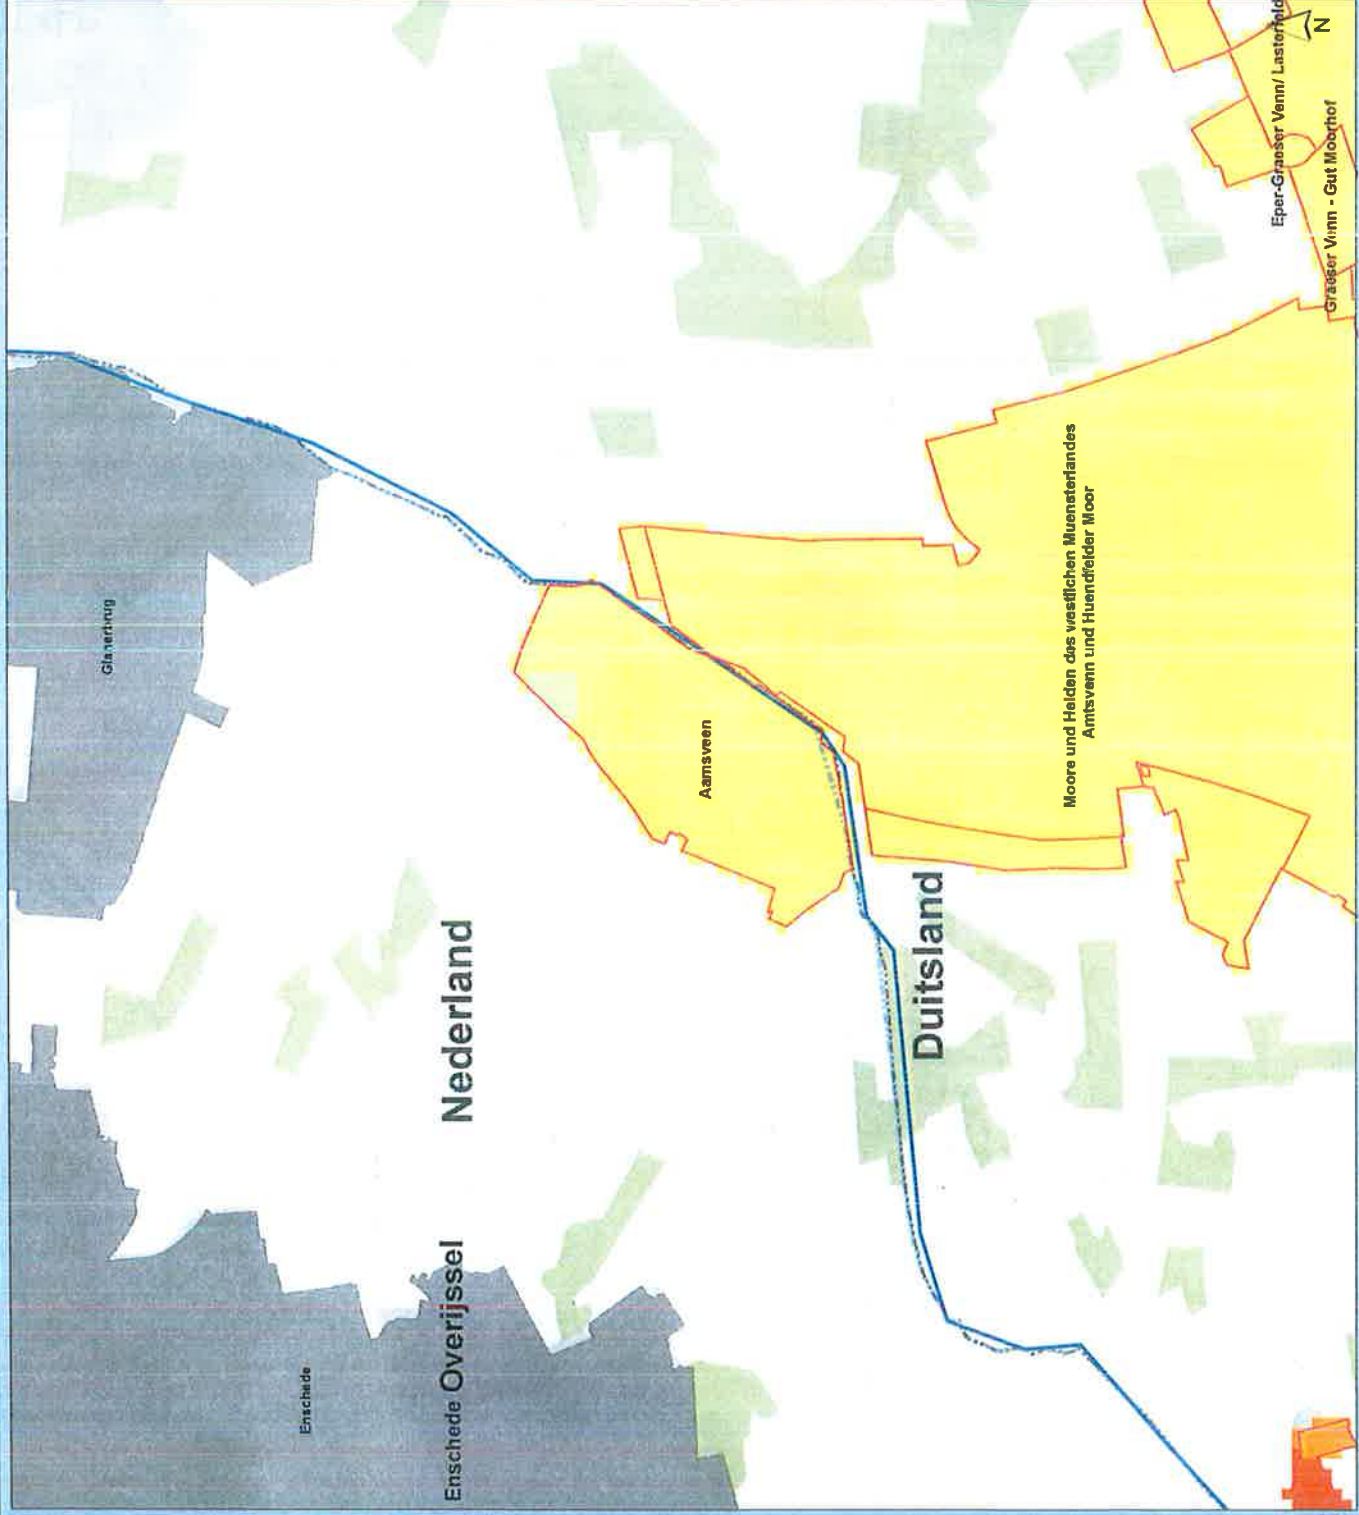 Glanerbrug
Enschede
Enschede Overijssel
Nederland
Aamsveen
Duitsland
Moore und Heiden des westlichen Muensterlandes
Amtsvenn und Huendfelder Moor
Eper-Graeser Venn/ Lasterfeld
Graeser Venn - Gut Moorhof
N